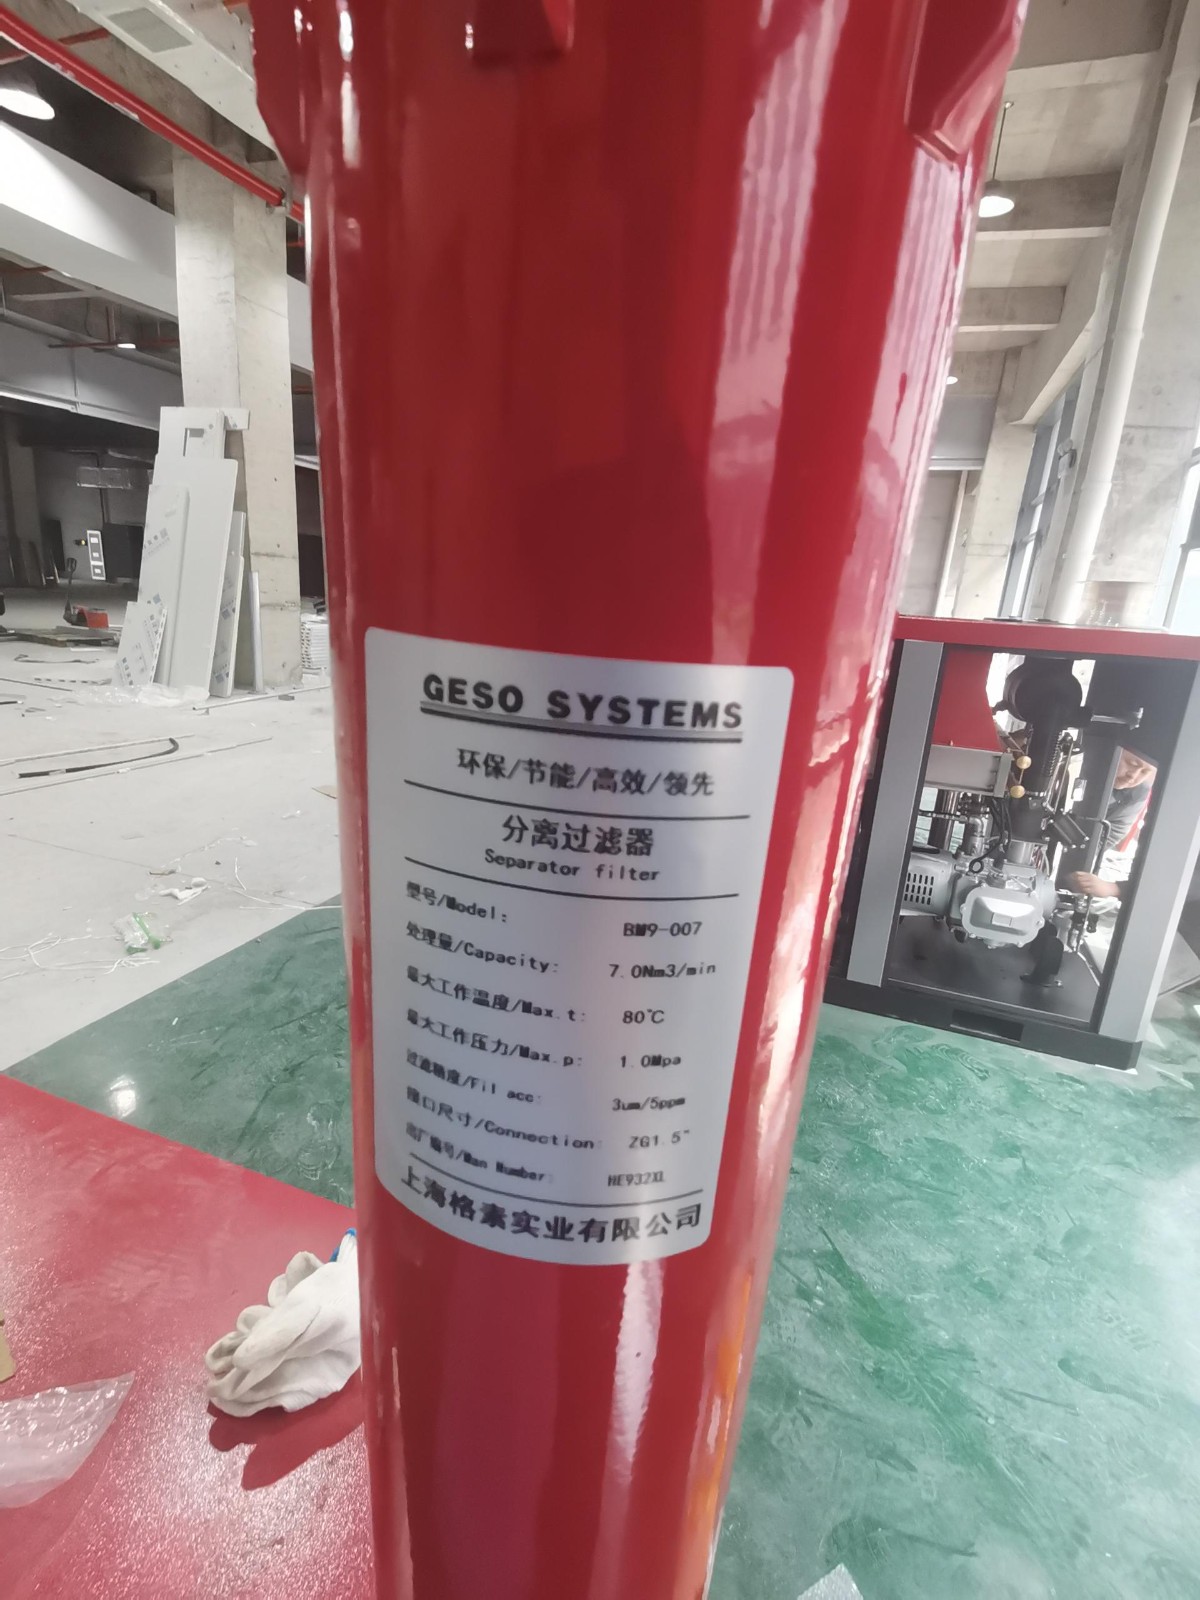 GESO SYSTEMS
环保/节能/高效/领先
分离过滤器
Separator filter
型号/Model: BM9-007
处理量/Capacity: 7.0Nm3/min
最大工作温度/Max.t: 80℃
最大工作压力/Max.p: 1.0Mpa
过滤精度/Fil acc: 3um/5ppm
接口尺寸/Connection: ZG1.5"
出厂编号/Man Number: HE932XL
上海格素实业有限公司